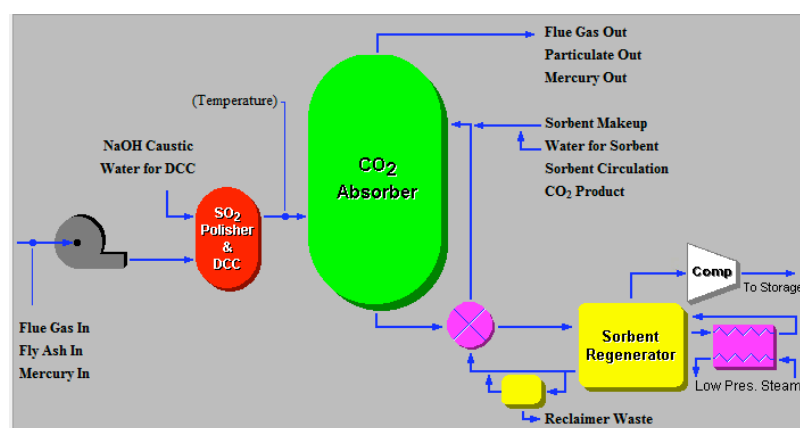 Flue Gas Out
Particulate Out
Mercury Out
(Temperature)
NaOH Caustic
Water for DCC
Sorbent Makeup
Water for Sorbent
Sorbent Circulation
CO2 Product
CO2
Absorber
SO2
Polisher
&
DCC
Comp
To Storage
Flue Gas In
Fly Ash In
Mercury In
Sorbent
Regenerator
Low Pres. Steam
Reclaimer Waste